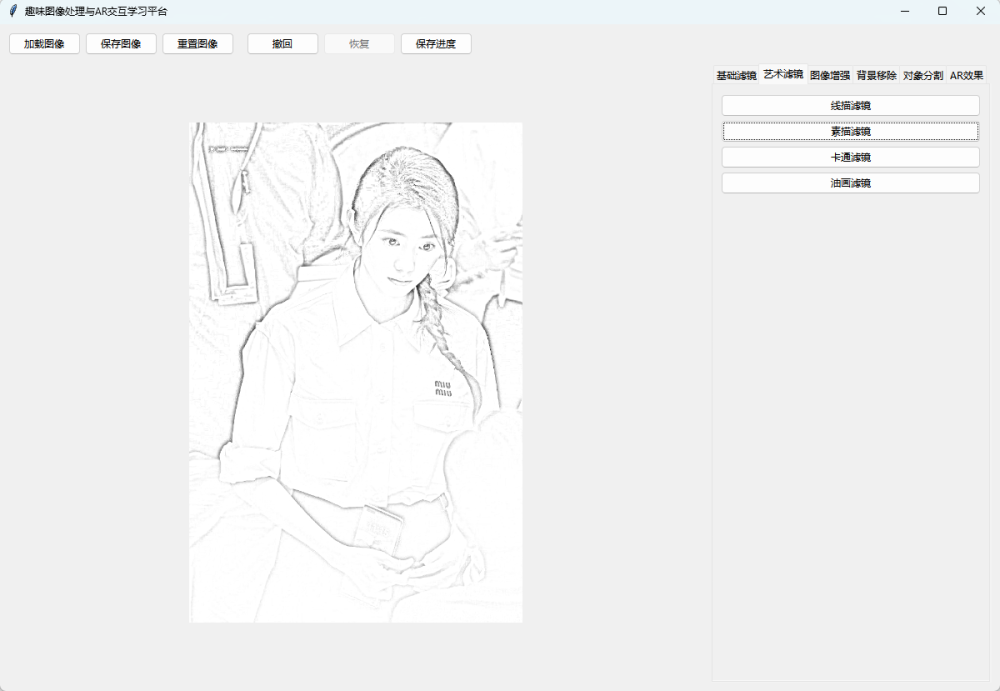 趣味图像处理与AR交互学习平台
加载图像 保存图像 重置图像 撤回 恢复 保存进度
基础滤镜 艺术滤镜 图像增强 背景移除 对象分割 AR效果
线描滤镜
素描滤镜
卡通滤镜
油画滤镜
miu
miu